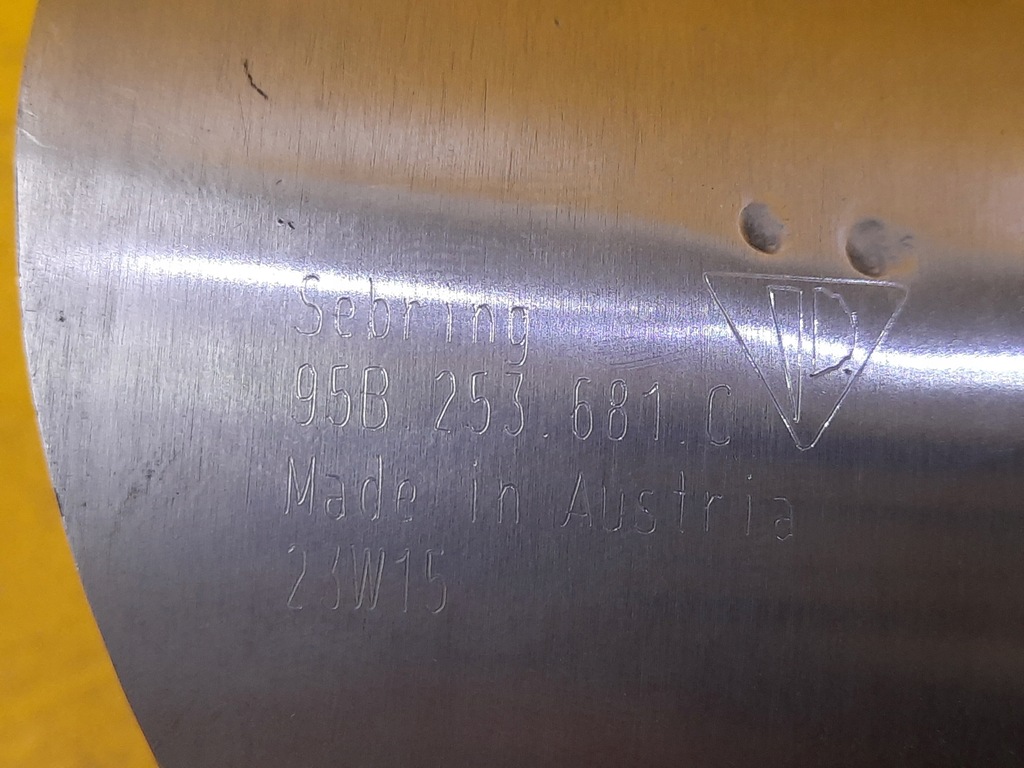 Sebring
95B.253.681.C
Made in Austria
23W15